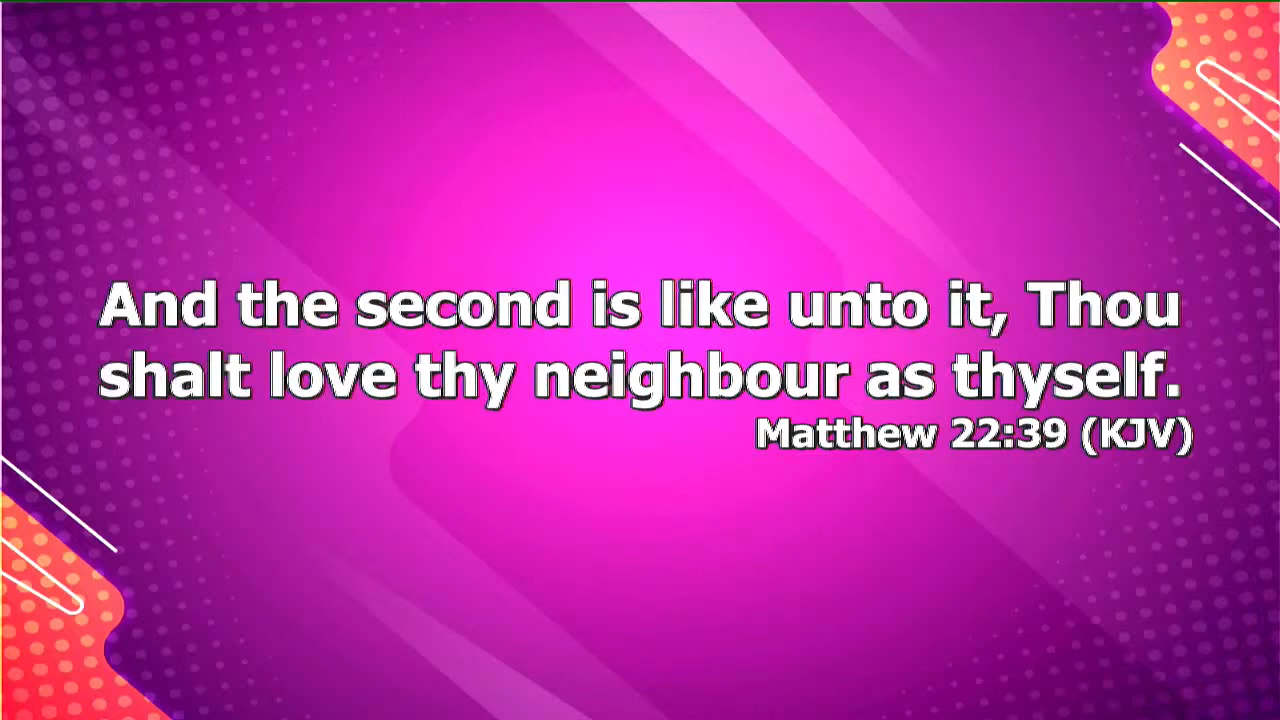 And the second is like unto it, Thou
shalt love thy neighbour as thyself.
Matthew 22:39 (KJV)